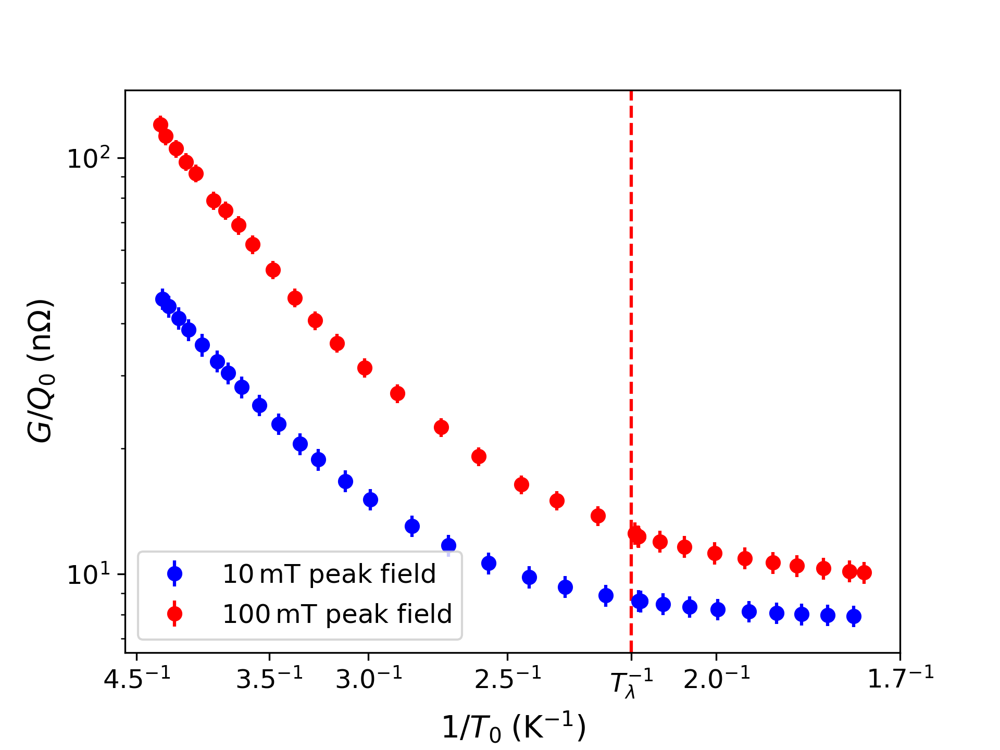 10²
10¹
G/Q₀ (nΩ)
10 mT peak field
100 mT peak field
4.5⁻¹ 3.5⁻¹ 3.0⁻¹ 2.5⁻¹ T_λ⁻¹ 2.0⁻¹ 1.7⁻¹
1/T₀ (K⁻¹)